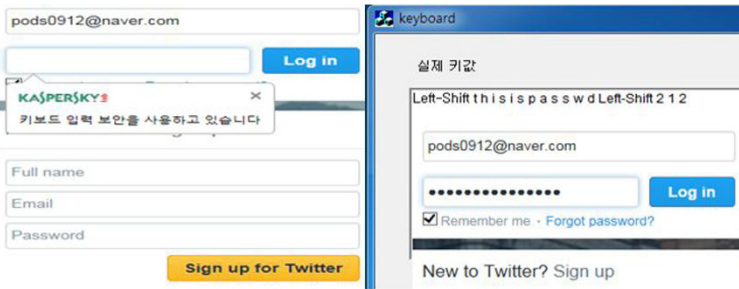 pods0912@naver.com
Log in
KASPERSKY
키보드 입력 보안을 사용하고 있습니다
Full name
Email
Password
Sign up for Twitter
keyboard
실제 키값
Left-Shift t h i s i s p a s s w d Left-Shift 2 1 2
pods0912@naver.com
Log in
Remember me · Forgot password?
New to Twitter? Sign up